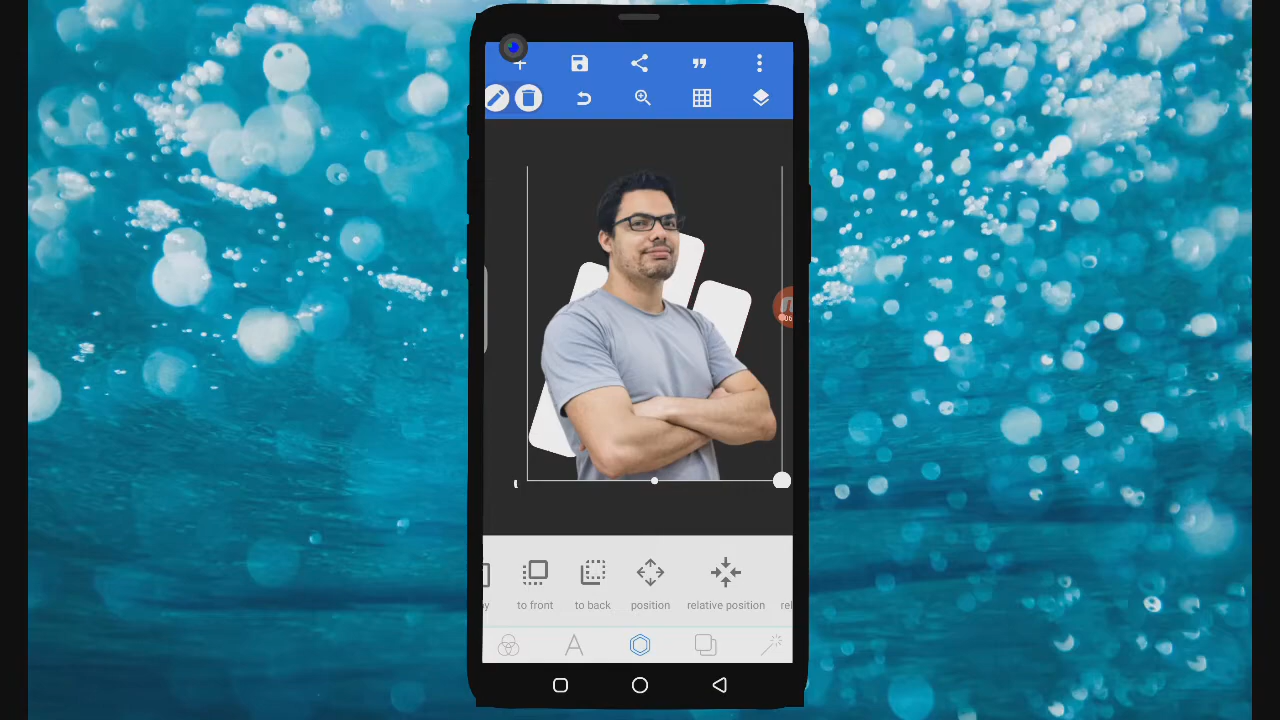 to front
to back
position
relative position